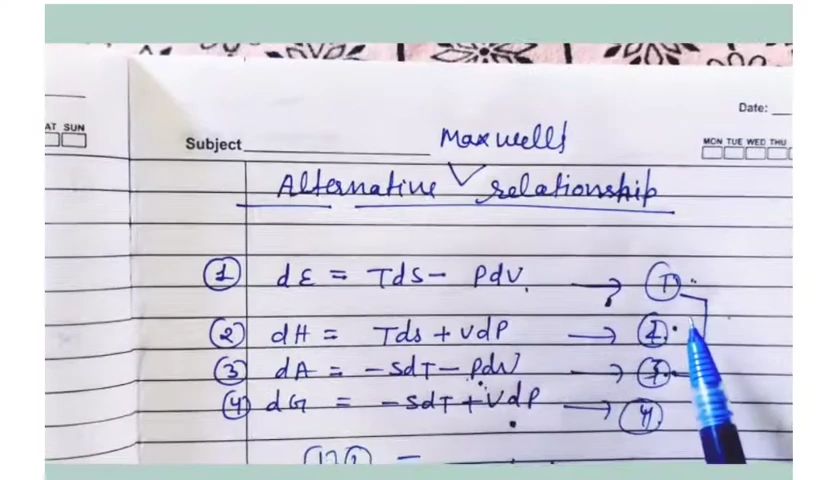 Date:
AT SUN
MON TUE WED THU
Maxwell's
Subject
Alternative relationship
1 dE = Tds - Pdv. → 1
2 dH = Tds + VdP → 2
3 dA = -SdT - PdV → 3
4 dG = -SdT + VdP → 4